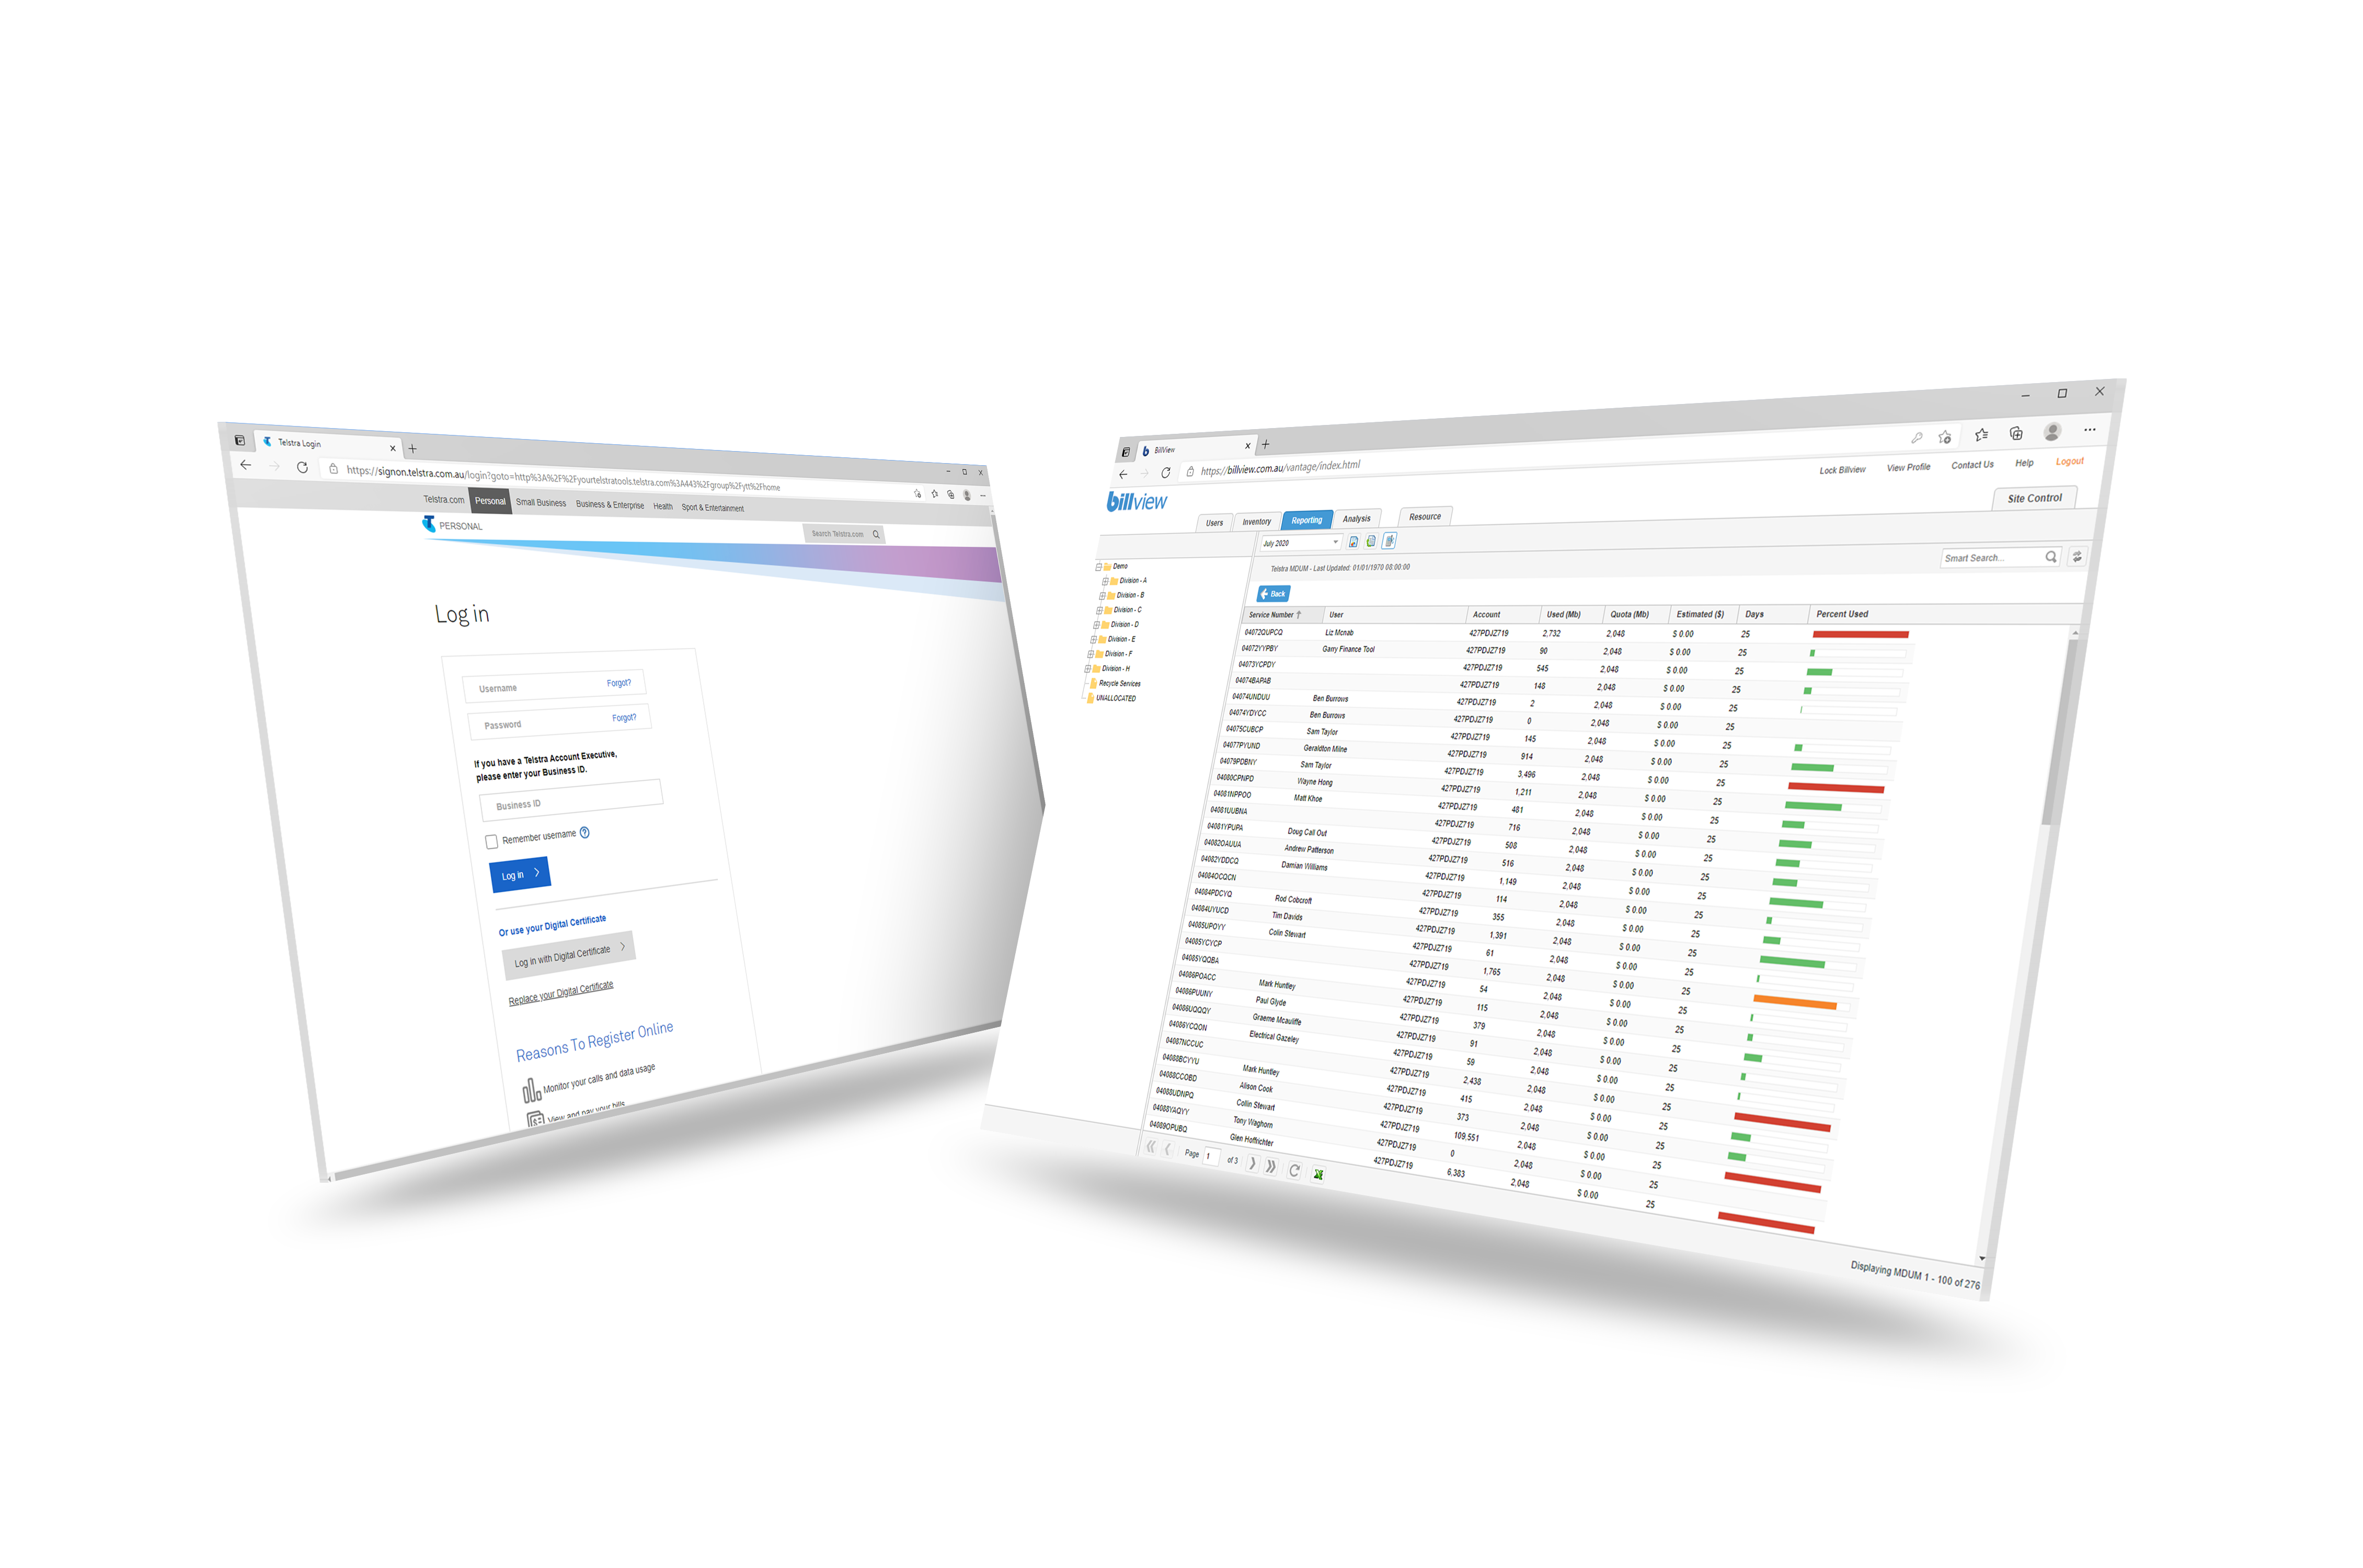 Telstra Login
https://signon.telstra.com.au/login?goto=http%3A%2F%2Fyourtelstratools.telstra.com%3A443%2Fgroup%2Fytt%2Fhome
Telstra.com Personal Small Business Business & Enterprise Health Sport & Entertainment
T PERSONAL
Search Telstra.com
Log in
Username Forgot?
Password Forgot?
If you have a Telstra Account Executive,
please enter your Business ID.
Business ID
Remember username ?
Log in
Or use your Digital Certificate
Log in with Digital Certificate
Replace your Digital Certificate
Reasons To Register Online
Monitor your calls and data usage
View and pay your bills
b BillView
https://billview.com.au/vantage/index.html
Lock Billview View Profile Contact Us Help Logout
billview
Site Control
Users Inventory Reporting Analysis Resource
July 2020
Telstra MDUM - Last Updated: 01/01/1970 08:00:00
Smart Search...
Back
Demo
Division - A
Division - B
Division - C
Division - D
Division - E
Division - F
Division - H
Recycle Services
UNALLOCATED
Service Number User Account Used (Mb) Quota (Mb) Estimated ($) Days Percent Used
04072QUPCQ Liz Mcnab 427PDJZ719 2,732 2,048 $ 0.00 25
04072YYPBY Garry Finance Tool 427PDJZ719 90 2,048 $ 0.00 25
04073YCPDY 427PDJZ719 545 2,048 $ 0.00 25
04074BAPAB 427PDJZ719 148 2,048 $ 0.00 25
04074UNDUU Ben Burrows 427PDJZ719 2 2,048 $ 0.00 25
04074YDYCC Ben Burrows 427PDJZ719 0 2,048 $ 0.00 25
04075CUBCP Sam Taylor 427PDJZ719 145 2,048 $ 0.00 25
04077PYUND Geraldton Milne 427PDJZ719 914 2,048 $ 0.00 25
04079PDBNY Sam Taylor 427PDJZ719 3,496 2,048 $ 0.00 25
04080CPNPD Wayne Hong 427PDJZ719 1,211 2,048 $ 0.00 25
04081NPPOO Matt Khoe 427PDJZ719 481 2,048 $ 0.00 25
04081UUBNA 427PDJZ719 716 2,048 $ 0.00 25
04081YPUPA Doug Call Out 427PDJZ719 508 2,048 $ 0.00 25
04082OAUUA Andrew Patterson 427PDJZ719 516 2,048 $ 0.00 25
04082YDDCQ Damian Williams 427PDJZ719 1,149 2,048 $ 0.00 25
04084OCQCN 427PDJZ719 114 2,048 $ 0.00 25
04084PDCYQ Rod Cobcroft 427PDJZ719 355 2,048 $ 0.00 25
04084UYUCD Tim Davids 427PDJZ719 1,391 2,048 $ 0.00 25
04085UPOYY Colin Stewart 427PDJZ719 61 2,048 $ 0.00 25
04085YCYCP 427PDJZ719 1,765 2,048 $ 0.00 25
04085YQQBA 427PDJZ719 54 2,048 $ 0.00 25
04086POACC Mark Huntley 427PDJZ719 115 2,048 $ 0.00 25
04086PUUNY Paul Glyde 427PDJZ719 379 2,048 $ 0.00 25
04086UQQQY Graeme Mcauliffe 427PDJZ719 91 2,048 $ 0.00 25
04086YCQON Electrical Gazeley 427PDJZ719 59 2,048 $ 0.00 25
04087NCCUC 427PDJZ719 2,438 2,048 $ 0.00 25
04088BCYYU Mark Huntley 427PDJZ719 415 2,048 $ 0.00 25
04088CCOBD Alison Cook 427PDJZ719 373 2,048 $ 0.00 25
04088UDNPQ Collin Stewart 427PDJZ719 109,551 2,048 $ 0.00 25
04088YAQYY Tony Waghorn 427PDJZ719 0 2,048 $ 0.00 25
04089OPUBQ Glen Hoffrichter 427PDJZ719 6,383 2,048 $ 0.00 25
Page 1 of 3
Displaying MDUM 1 - 100 of 276